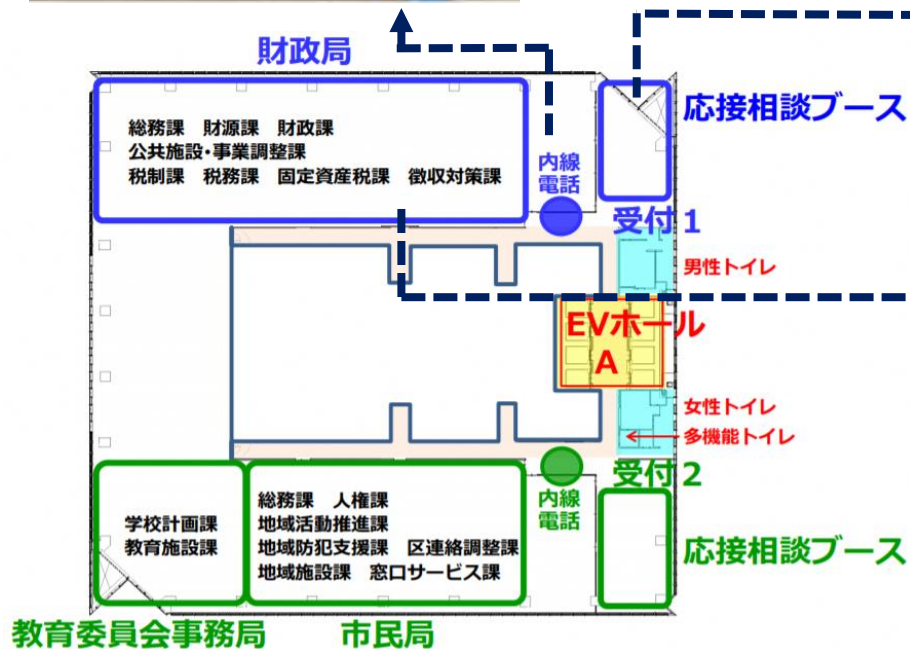 財政局
総務課 財源課 財政課
公共施設・事業調整課
税制課 税務課 固定資産税課 徴収対策課
内線
電話
応接相談ブース
受付1
男性トイレ
EVホール
A
女性トイレ
多機能トイレ
受付2
内線
電話
総務課 人権課
地域活動推進課
地域防犯支援課 区連絡調整課
地域施設課 窓口サービス課
学校計画課
教育施設課
応接相談ブース
教育委員会事務局
市民局